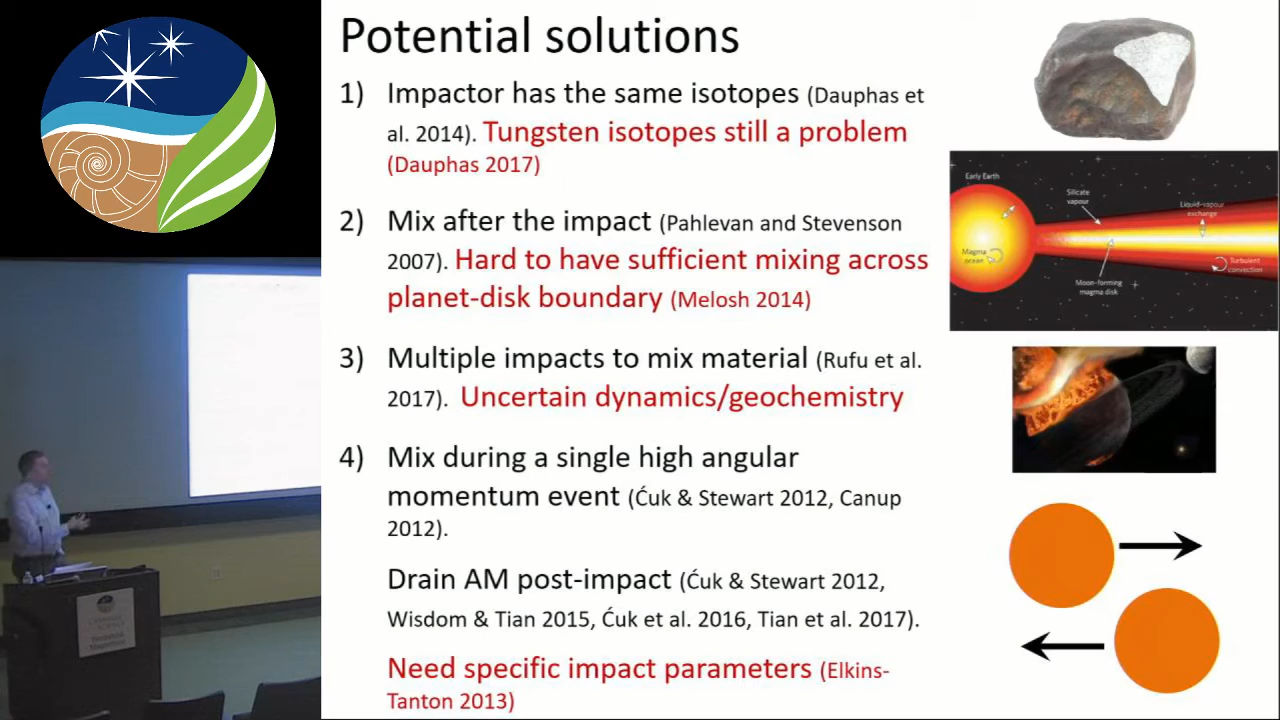 Potential solutions
1) Impactor has the same isotopes (Dauphas et
al. 2014). Tungsten isotopes still a problem
(Dauphas 2017)
2) Mix after the impact (Pahlevan and Stevenson
2007). Hard to have sufficient mixing across
planet-disk boundary (Melosh 2014)
3) Multiple impacts to mix material (Rufu et al.
2017). Uncertain dynamics/geochemistry
4) Mix during a single high angular
momentum event (Ćuk & Stewart 2012, Canup
2012).
Drain AM post-impact (Ćuk & Stewart 2012,
Wisdom & Tian 2015, Ćuk et al. 2016, Tian et al. 2017).
Need specific impact parameters (Elkins-
Tanton 2013)
Early Earth
Silicate
vapour
Liquid-vapour
exchange
Magma
ocean
Moon-forming
magma disk
Turbulent
convection
CARNEGIE
SCIENCE
Terrestrial
Magnetism